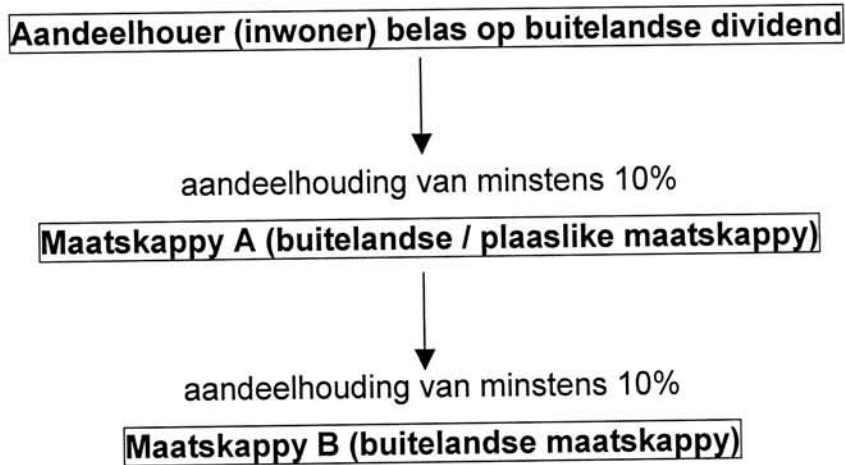 Aandeelhouer (inwoner) belas op buitelandse dividend
aandeelhouding van minstens 10%
Maatskappy A (buitelandse / plaaslike maatskappy)
aandeelhouding van minstens 10%
Maatskappy B (buitelandse maatskappy)